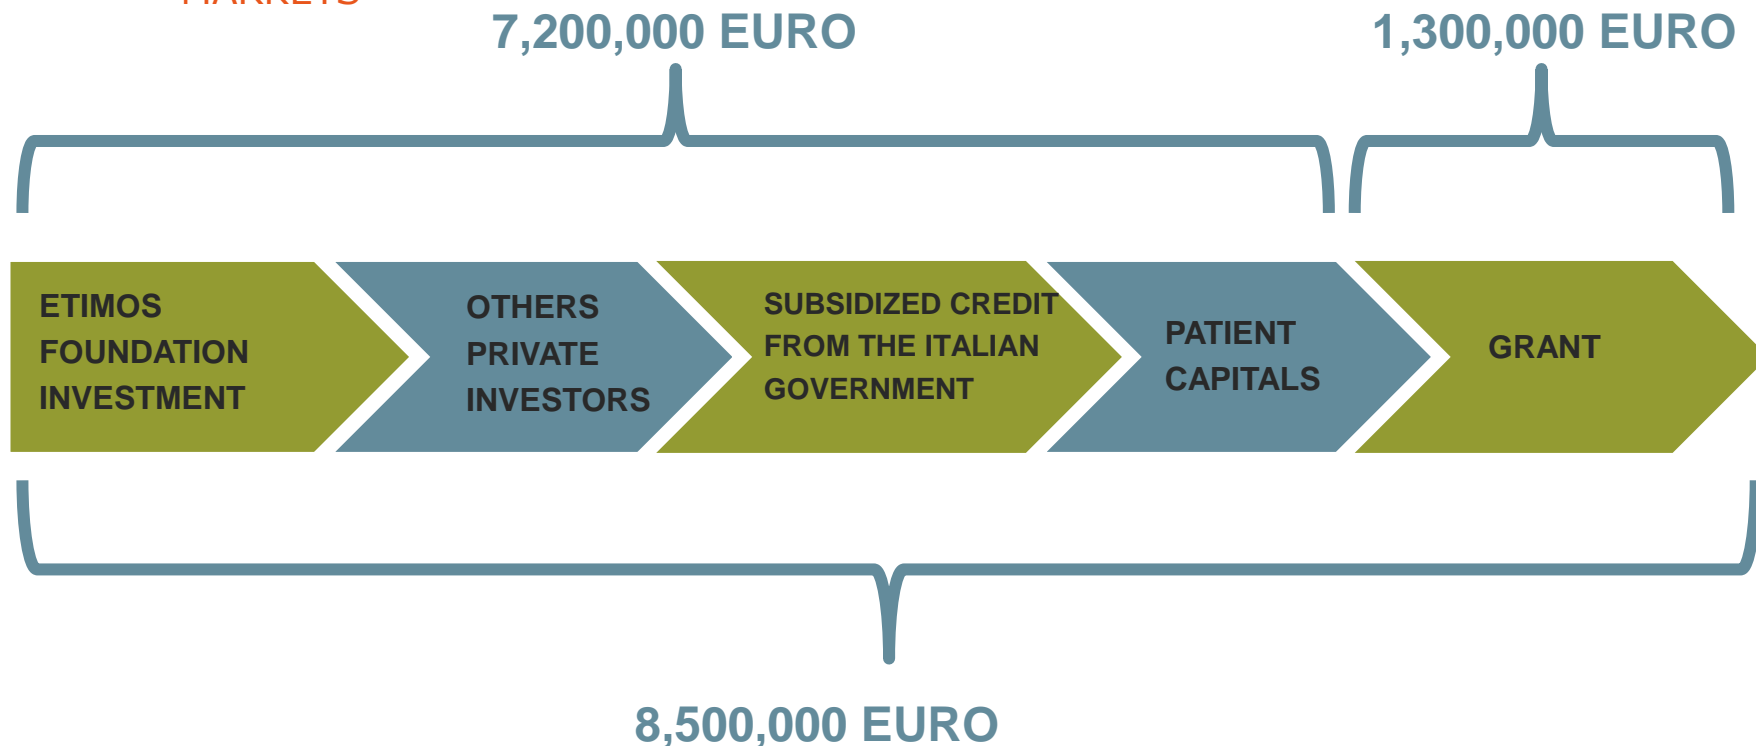 MARKETS
7,200,000 EURO
1,300,000 EURO
ETIMOS
FOUNDATION
INVESTMENT
OTHERS
PRIVATE
INVESTORS
SUBSIDIZED CREDIT
FROM THE ITALIAN
GOVERNMENT
PATIENT
CAPITALS
GRANT
8,500,000 EURO